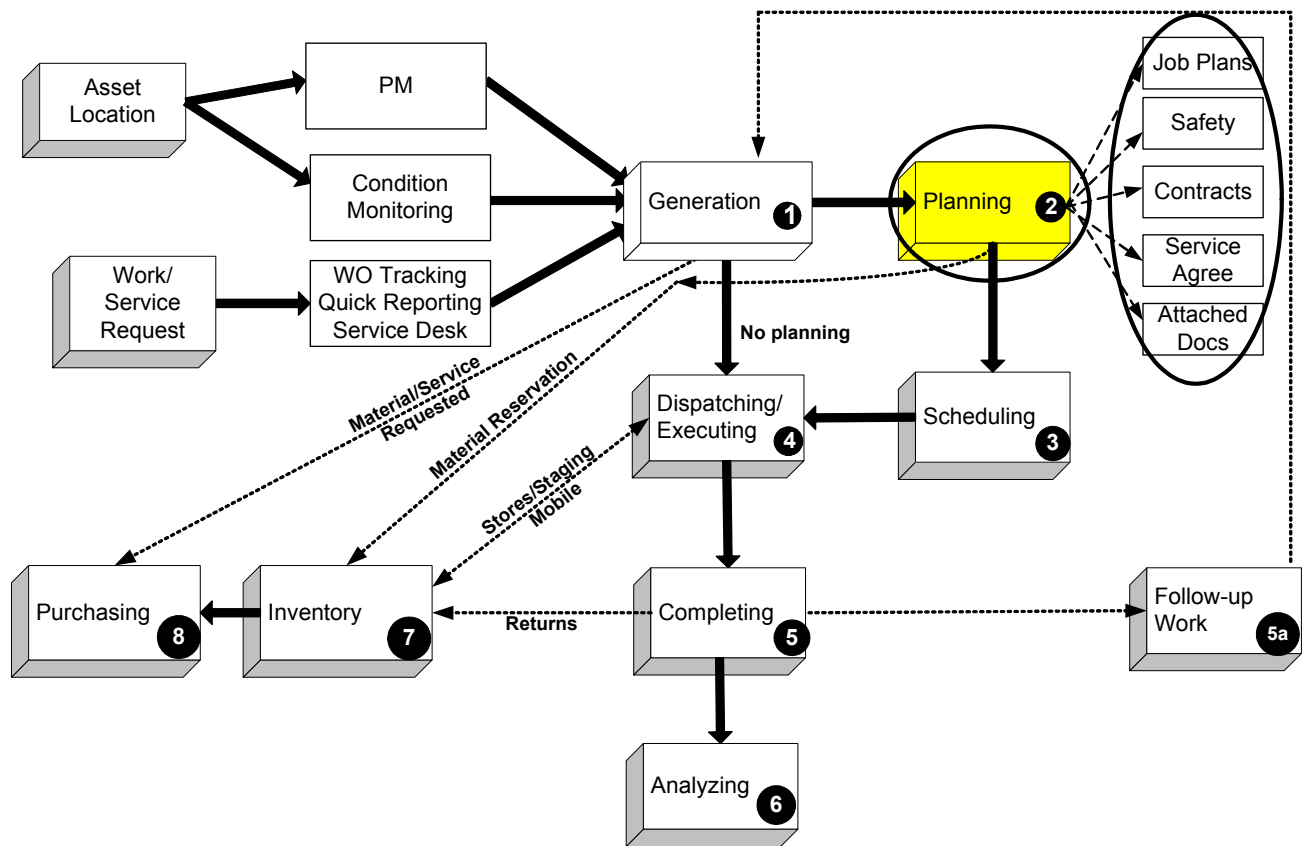 Asset
Location
PM
Condition
Monitoring
Work/
Service
Request
WO Tracking
Quick Reporting
Service Desk
Generation
1
Planning
2
Job Plans
Safety
Contracts
Service
Agree
Attached
Docs
No planning
Material/Service
Requested
Material Reservation
Stores/Staging
Mobile
Dispatching/
Executing
4
Scheduling
3
Purchasing
8
Inventory
7
Returns
Completing
5
Follow-up
Work
5a
Analyzing
6